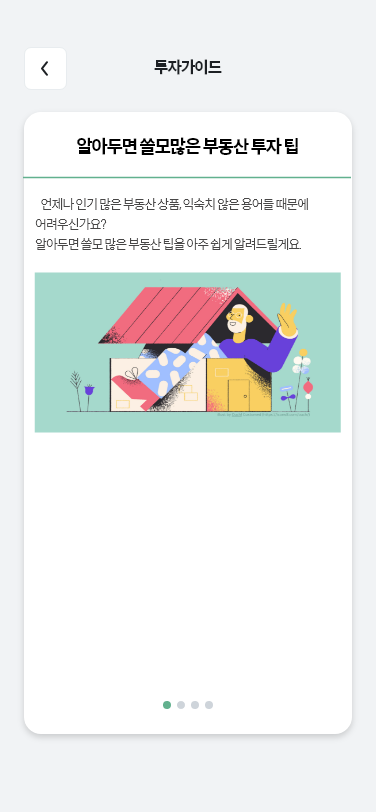 투자가이드
알아두면 쓸모많은 부동산 투자 팁
언제나 인기 많은 부동산 상품, 익숙치 않은 용어들 때문에
어려우신가요?
알아두면 쓸모 많은 부동산 팁을 아주 쉽게 알려드릴게요.